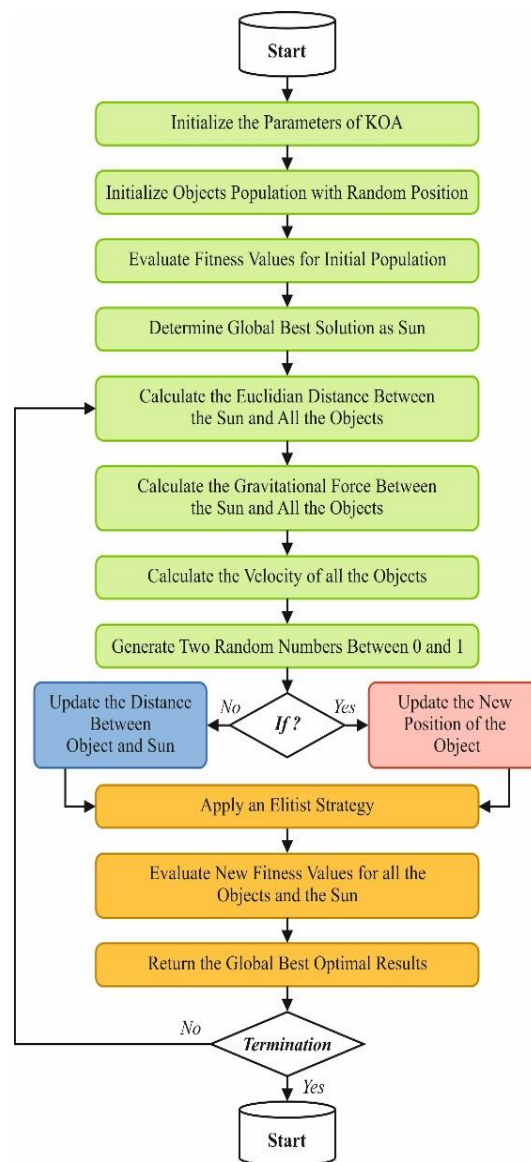 Start
Initialize the Parameters of KOA
Initialize Objects Population with Random Position
Evaluate Fitness Values for Initial Population
Determine Global Best Solution as Sun
Calculate the Euclidian Distance Between
the Sun and All the Objects
Calculate the Gravitational Force Between
the Sun and All the Objects
Calculate the Velocity of all the Objects
Generate Two Random Numbers Between 0 and 1
Update the Distance
Between
Object and Sun
No
If ?
Yes
Update the New
Position of the
Object
Apply an Elitist Strategy
Evaluate New Fitness Values for all the
Objects and the Sun
Return the Global Best Optimal Results
No
Termination
Yes
Start